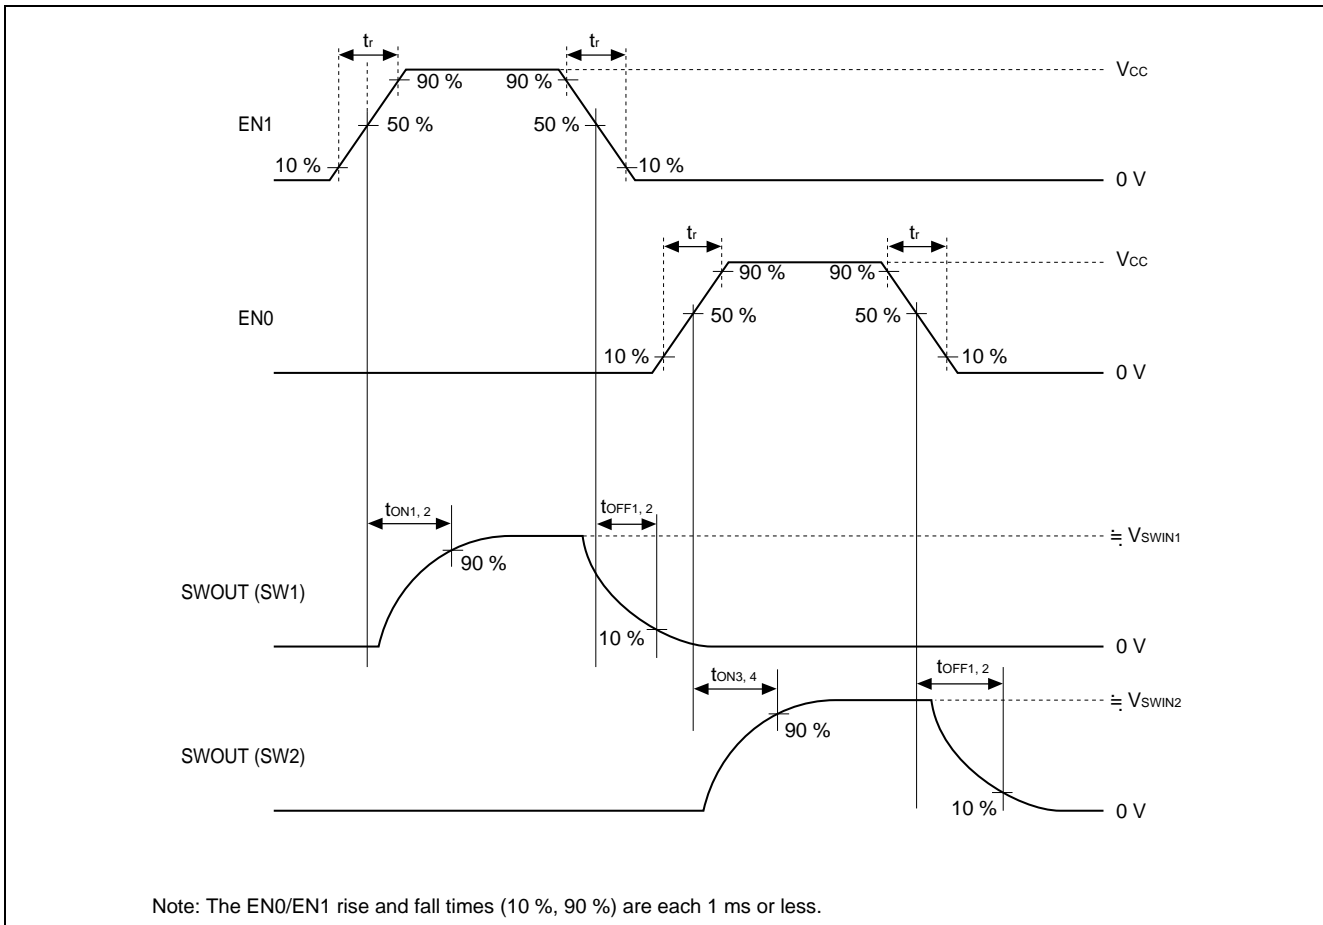 tr tr
VCC
90 % 90 %
EN1 50 % 50 %
10 % 10 %
0 V
tr tr
VCC
90 % 90 %
EN0 50 % 50 %
10 % 10 %
0 V
tON1, 2 tOFF1, 2
≒ VSWIN1
90 %
SWOUT (SW1)
10 % 0 V
tON3, 4 tOFF1, 2
≒ VSWIN2
90 %
SWOUT (SW2)
10 % 0 V
Note: The EN0/EN1 rise and fall times (10 %, 90 %) are each 1 ms or less.